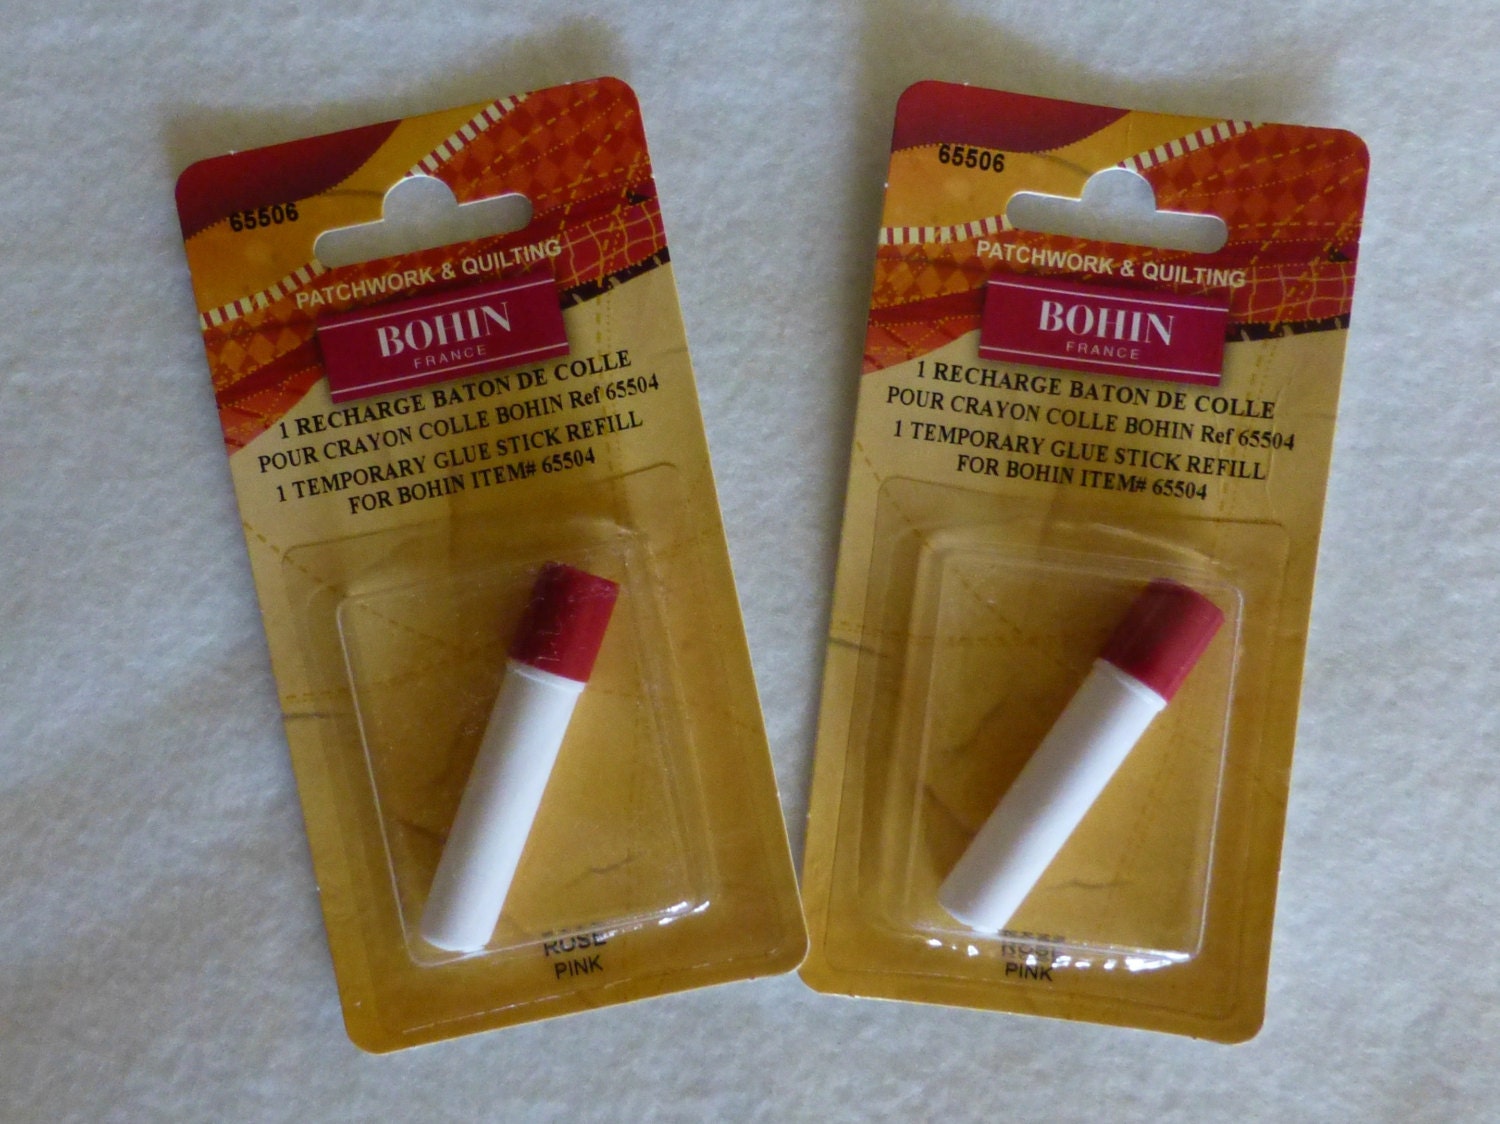 65506
PATCHWORK & QUILTING
BOHIN
FRANCE
1 RECHARGE BATON DE COLLE
POUR CRAYON COLLE BOHIN Ref 65504
1 TEMPORARY GLUE STICK REFILL
FOR BOHIN ITEM# 65504
ROSE
PINK
65506
PATCHWORK & QUILTING
BOHIN
FRANCE
1 RECHARGE BATON DE COLLE
POUR CRAYON COLLE BOHIN Ref 65504
1 TEMPORARY GLUE STICK REFILL
FOR BOHIN ITEM# 65504
ROSE
PINK